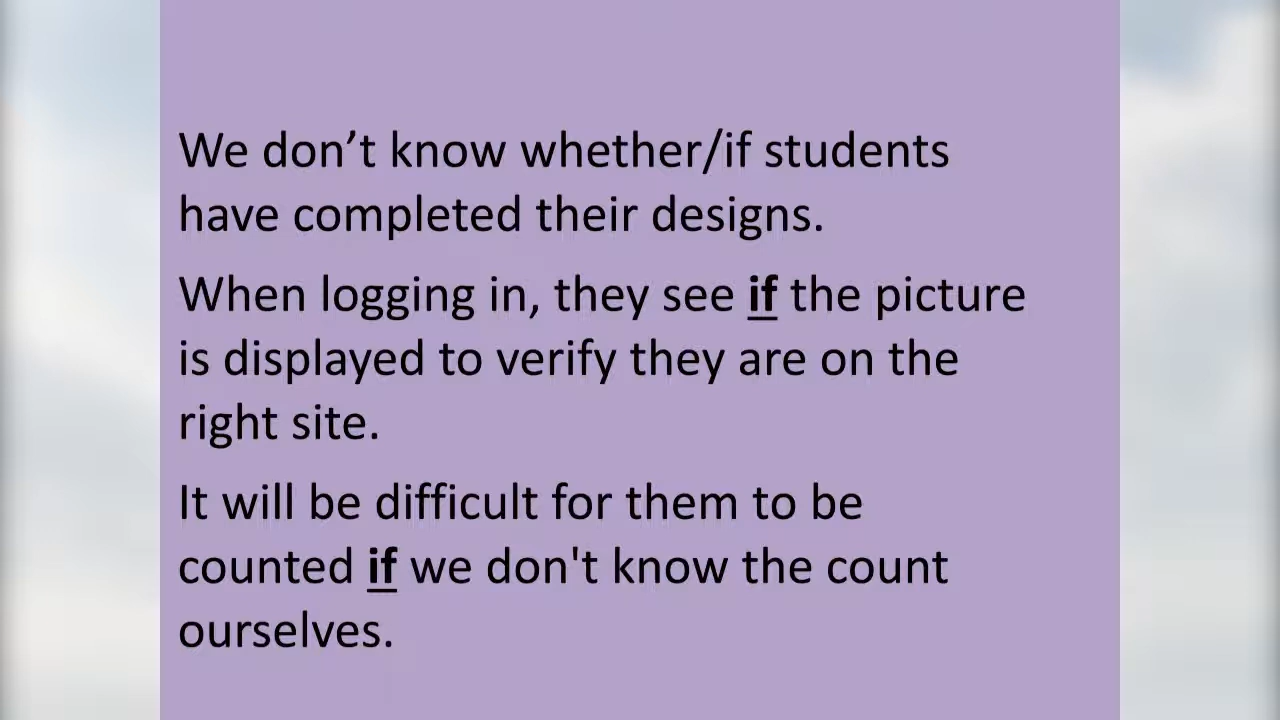 We don’t know whether/if students
have completed their designs.
When logging in, they see if the picture
is displayed to verify they are on the
right site.
It will be difficult for them to be
counted if we don't know the count
ourselves.